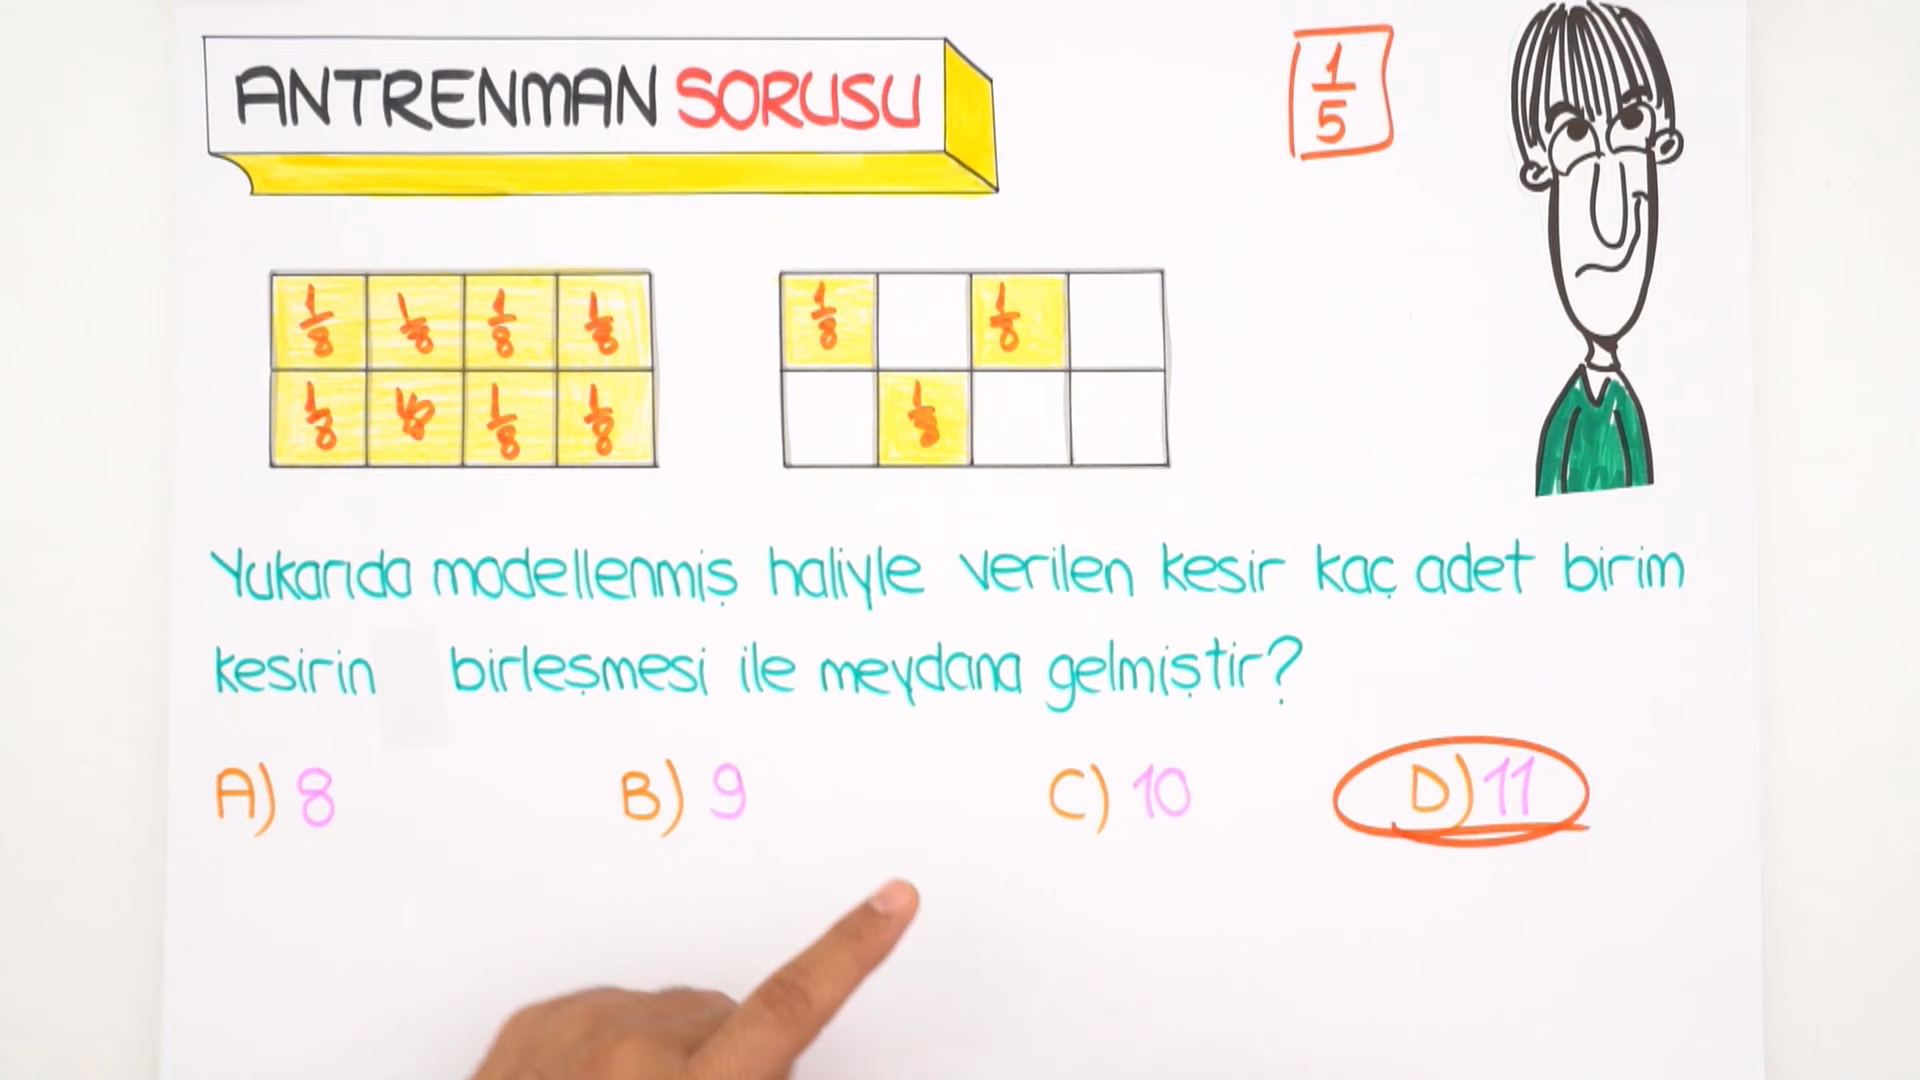 ANTRENMAN SORUSU
1
5
1/8 1/8 1/8 1/8
1/8 1/8 1/8 1/8
1/8 1/8
1/8
Yukarıda modellenmiş haliyle verilen kesir kaç adet birim
kesirin birleşmesi ile meydana gelmiştir?
A) 8 B) 9 C) 10 D) 11